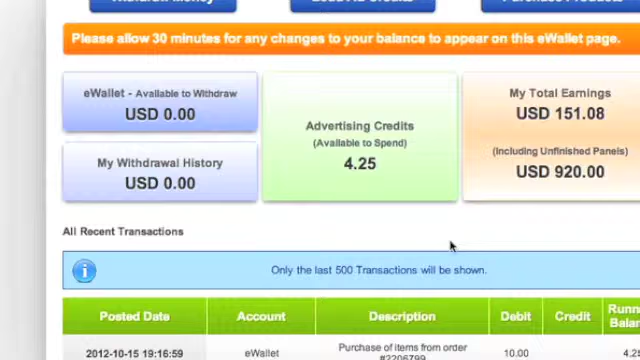 Please allow 30 minutes for any changes to your balance to appear on this eWallet page.
eWallet - Available to Withdraw
USD 0.00
My Withdrawal History
USD 0.00
Advertising Credits
(Available to Spend)
4.25
My Total Earnings
USD 151.08
(Including Unfinished Panels)
USD 920.00
All Recent Transactions
Only the last 500 Transactions will be shown.
Posted Date Account Description Debit Credit
2012-10-15 19:16:59 eWallet Purchase of items from order 10.00